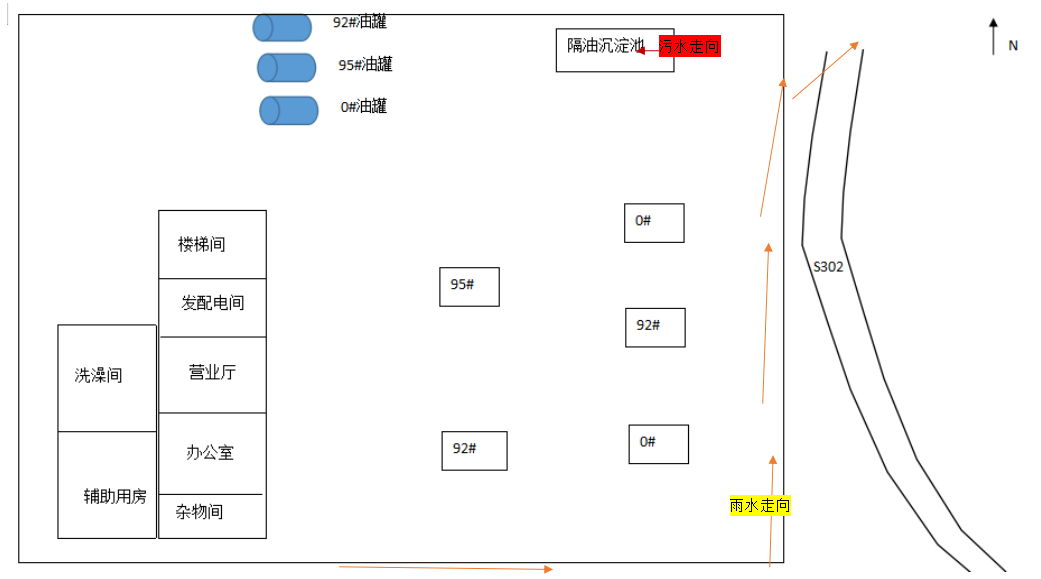 92#油罐
隔油沉淀池
污水走向
N
95#油罐
0#油罐
0#
楼梯间
S302
95#
发配电间
92#
营业厅
洗澡间
0#
92#
办公室
辅助用房
雨水走向
杂物间